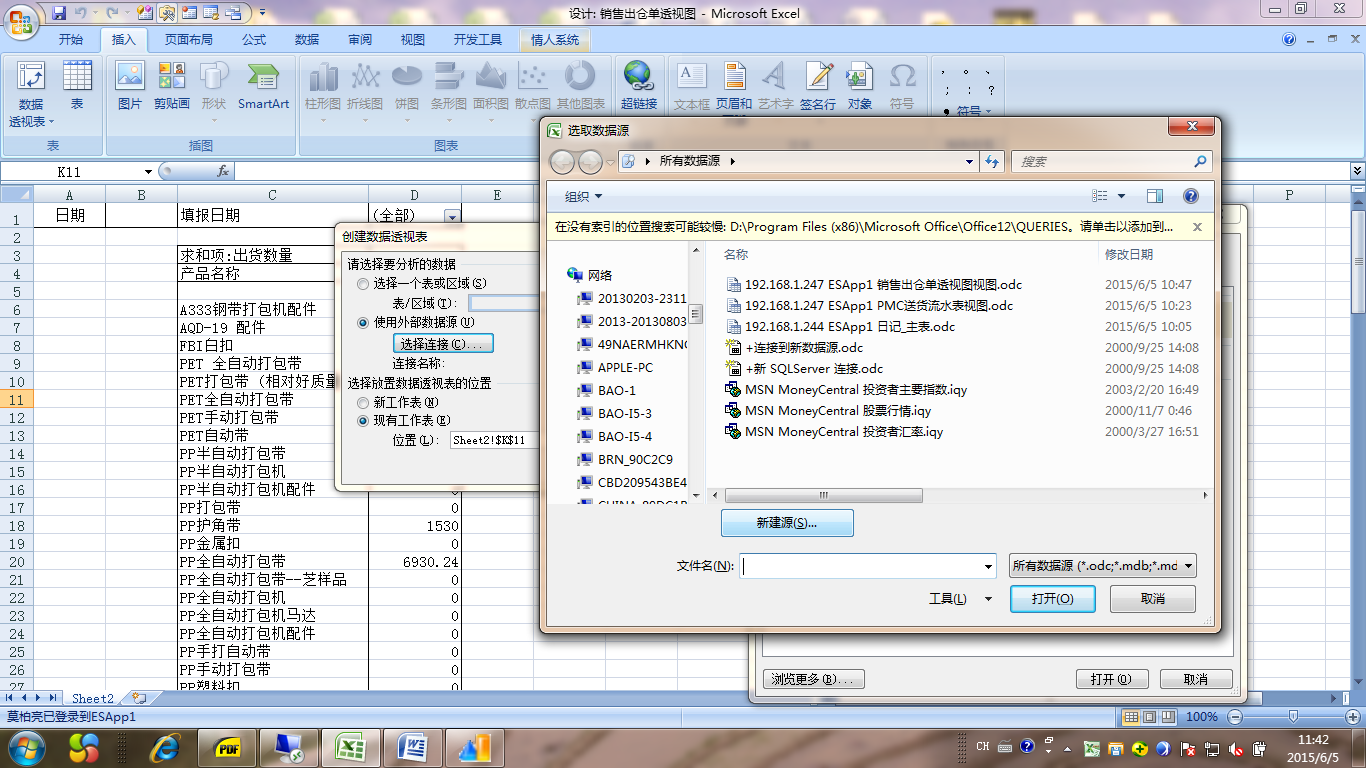 设计: 销售出仓单透视图 - Microsoft Excel
开始 插入 页面布局 公式 数据 审阅 视图 开发工具 情人系统
数据
透视表
表
图片
剪贴画
形状
SmartArt
柱形图
折线图
饼图
条形图
面积图
散点图
其他图表
超链接
文本框
页眉和
艺术字
签名行
对象
符号
符号
表
插图
图表
K11
fx
A B C D E P
1 日期 填报日期 (全部)
2
3 求和项:出货数量
4 产品名称
5
6 A333钢带打包机配件
7 AQD-19 配件
8 FBI白扣
9 PET 全自动打包带
10 PET打包带（相对好质量
11 PET全自动打包带
12 PET手动打包带
13 PET自动带
14 PP半自动打包带
15 PP半自动打包机
16 PP半自动打包机配件
17 PP打包带 0
18 PP护角带 1530
19 PP金属扣 0
20 PP全自动打包带 6930.24
21 PP全自动打包带--芝样品 0
22 PP全自动打包机 0
23 PP全自动打包机马达 0
24 PP全自动打包机配件 0
25 PP手打自动带 0
26 PP手动打包带 0
27 PP塑料扣 0
创建数据透视表
请选择要分析的数据
选择一个表或区域(S)
表/区域(T):
使用外部数据源(U)
选择连接(C)...
连接名称:
选择放置数据透视表的位置
新工作表(N)
现有工作表(E)
位置(L): Sheet2!$K$11
选取数据源
所有数据源
搜索
组织
在没有索引的位置搜索可能较慢: D:\Program Files (x86)\Microsoft Office\Office12\QUERIES。请单击以添加到...
网络
20130203-2311
2013-20130803
49NAERMHKNC
APPLE-PC
BAO-1
BAO-I5-3
BAO-I5-4
BRN_90C2C9
CBD209543BE4
名称 修改日期
192.168.1.247 ESApp1 销售出仓单透视图视图.odc 2015/6/5 10:47
192.168.1.247 ESApp1 PMC送货流水表视图.odc 2015/6/5 10:23
192.168.1.244 ESApp1 日记_主表.odc 2015/6/5 10:05
+连接到新数据源.odc 2000/9/25 14:08
+新 SQLServer 连接.odc 2000/9/25 14:08
MSN MoneyCentral 投资者主要指数.iqy 2003/2/20 16:49
MSN MoneyCentral 股票行情.iqy 2000/11/7 0:46
MSN MoneyCentral 投资者汇率.iqy 2000/3/27 16:51
新建源(S)...
文件名(N):
所有数据源 (*.odc;*.mdb;*.md
工具(L)
打开(O)
取消
浏览更多(B)...
打开(O)
取消
Sheet2
莫柏亮已登录到ESApp1
100%
PDF
CH
11:42
2015/6/5